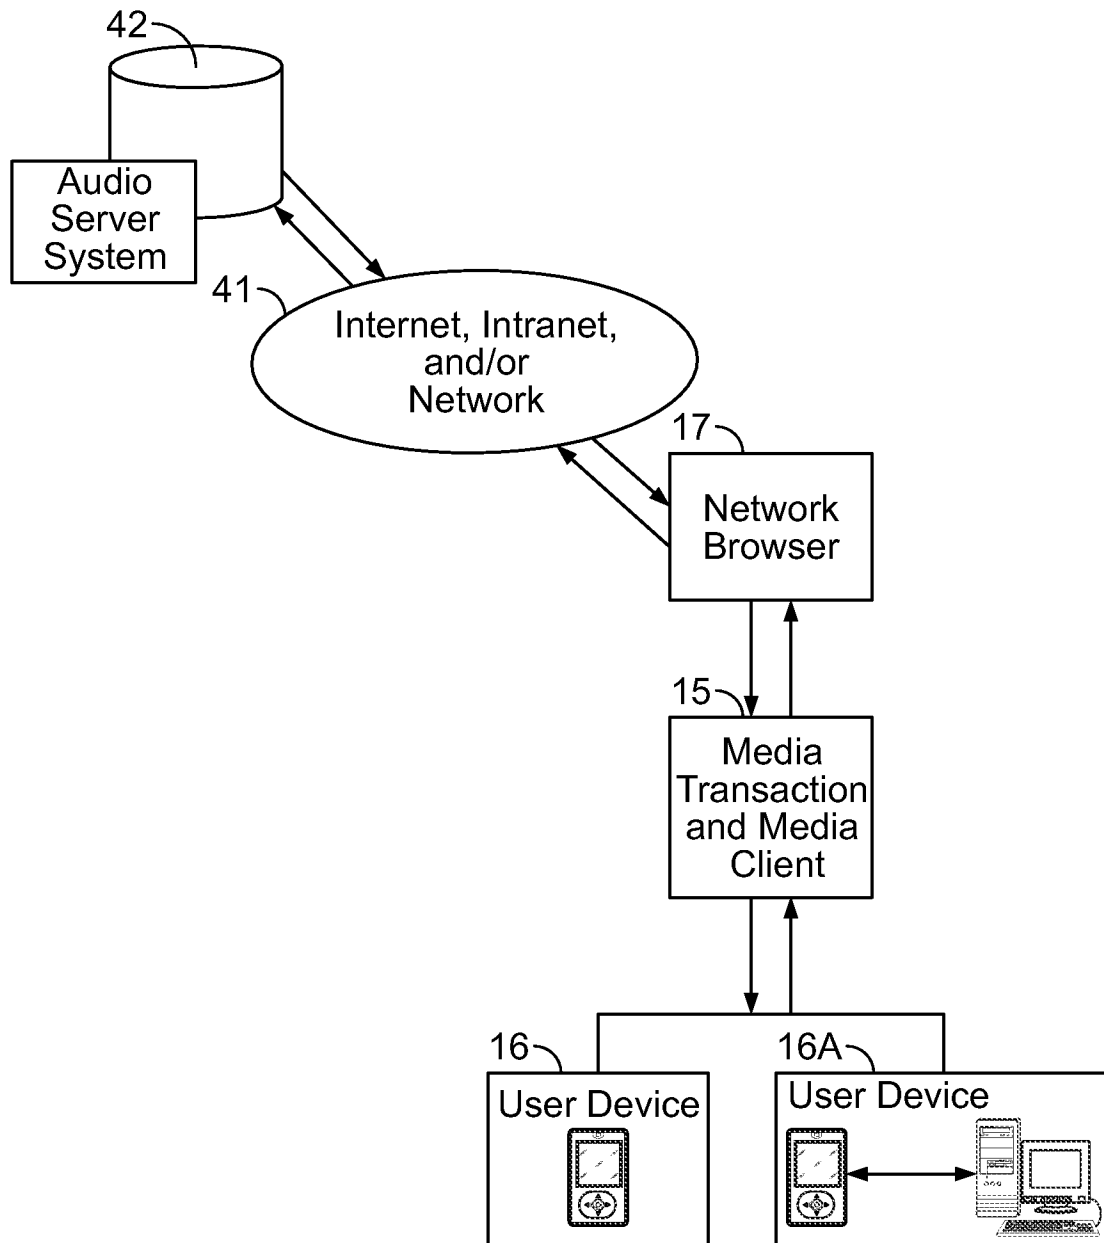 42
Audio
Server
System
41
Internet, Intranet,
and/or
Network
17
Network
Browser
15
Media
Transaction
and Media
Client
16
User Device
16A
User Device